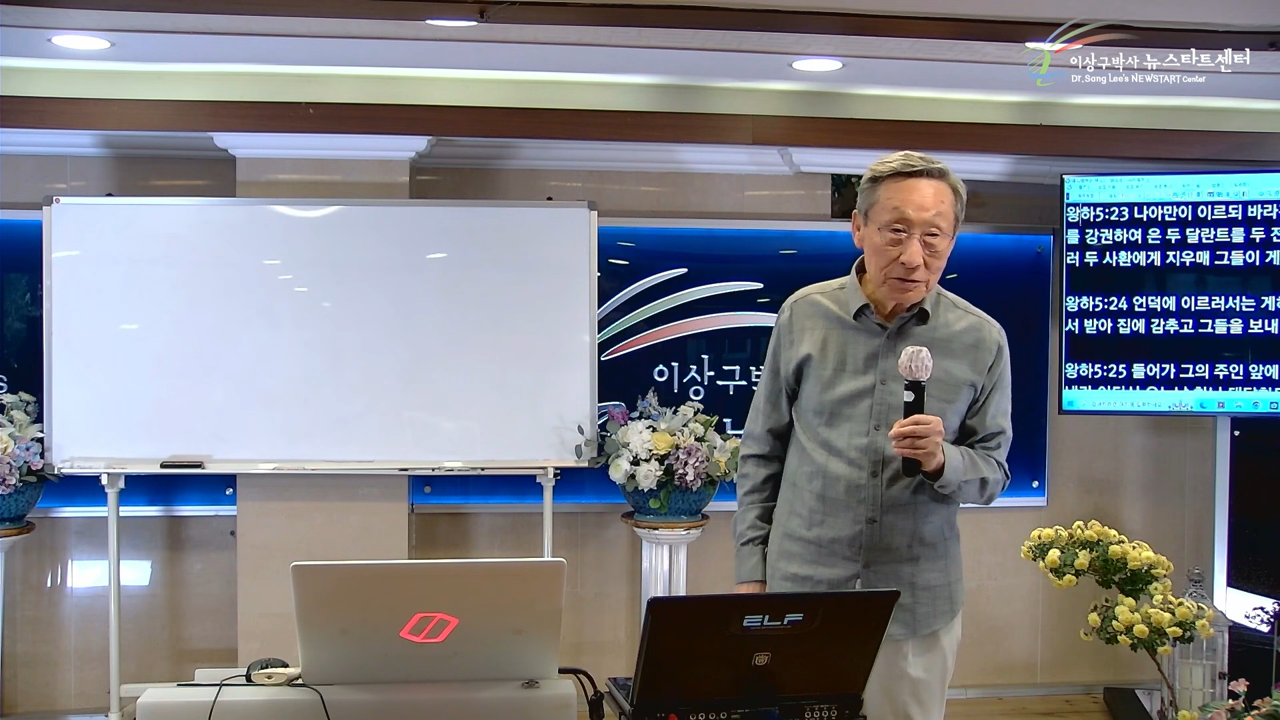 이상구박사 뉴스타트센터
Dr. Sang Lee's NEWSTART Center
왕하5:23 나아만이 이르되 바라
를 강권하여 은 두 달란트를 두 전
러 두 사환에게 지우매 그들이 게
왕하5:24 언덕에 이르러서는 게하
서 받아 집에 감추고 그들을 보내
왕하5:25 들어가 그의 주인 앞에
이상구박
S
ELF